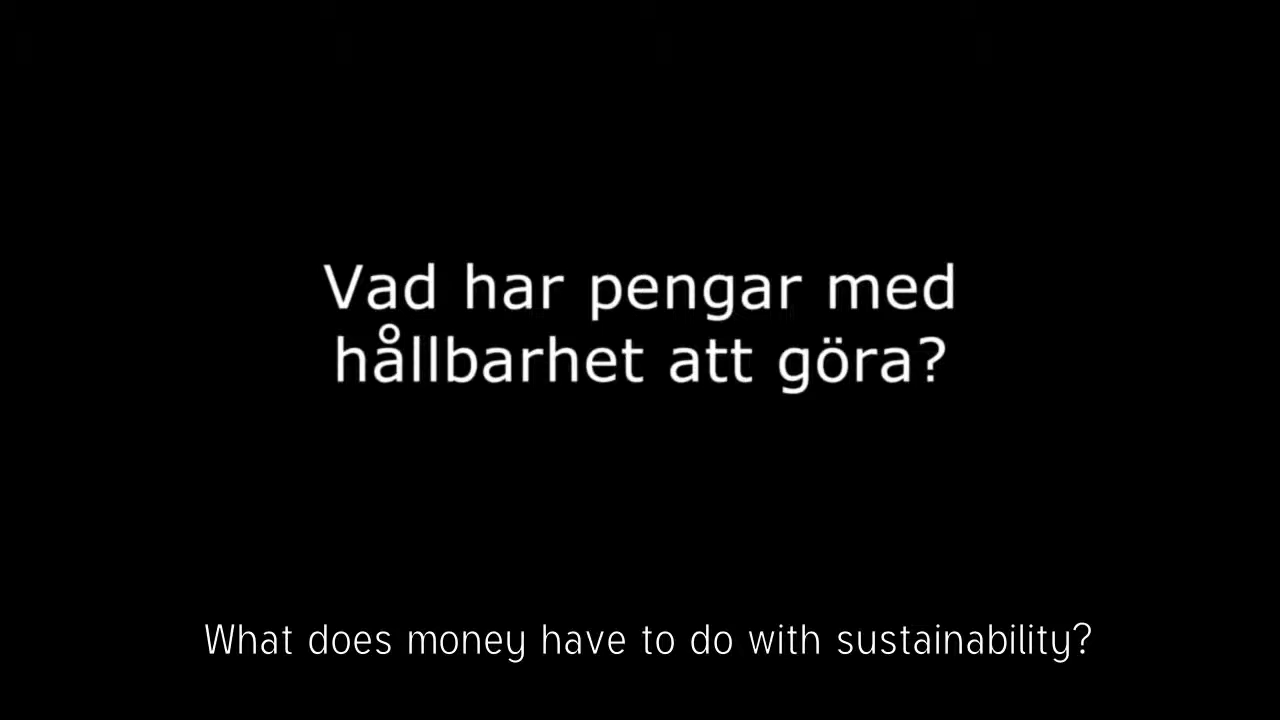 Vad har pengar med
hållbarhet att göra?
What does money have to do with sustainability?